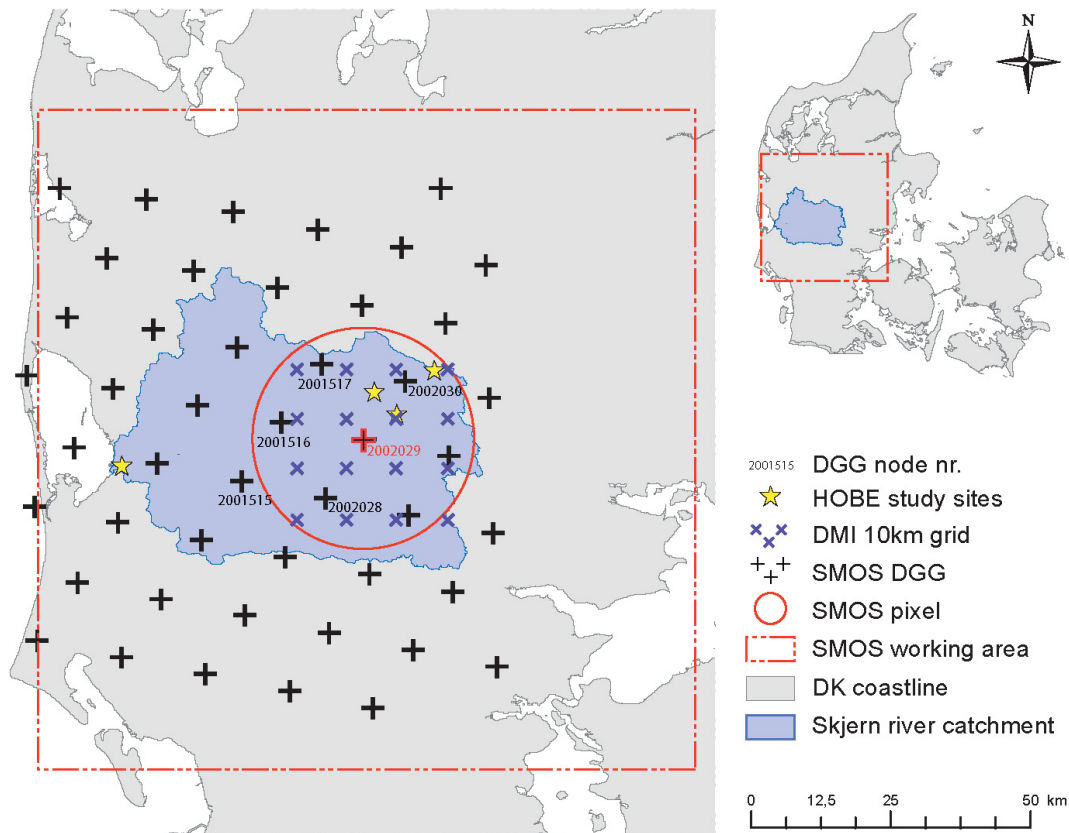 N
2001517
2002030
2001516
2002029
2001515
2002028
2001515 DGG node nr.
HOBE study sites
DMI 10km grid
SMOS DGG
SMOS pixel
SMOS working area
DK coastline
Skjern river catchment
0 12,5 25 50 km